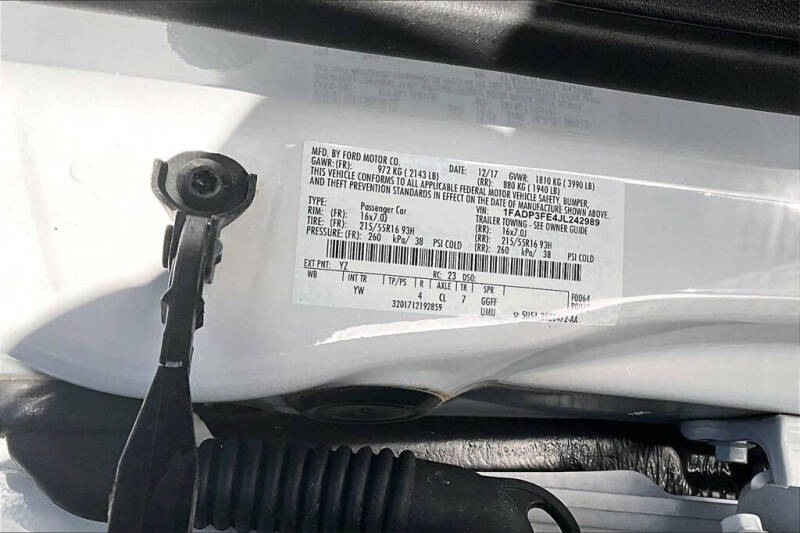 MFD. BY FORD MOTOR CO.
DATE: 12/17 GVWR: 1810 KG ( 3990 LB)
GAWR: (FR): 972 KG ( 2143 LB) (RR): 880 KG ( 1940 LB)
THIS VEHICLE CONFORMS TO ALL APPLICABLE FEDERAL MOTOR VEHICLE SAFETY, BUMPER,
AND THEFT PREVENTION STANDARDS IN EFFECT ON THE DATE OF MANUFACTURE SHOWN ABOVE.
VIN: 1FADP3FE4JL242989
TYPE: Passenger Car TRAILER TOWING - SEE OWNER GUIDE
RIM: (FR): 16x7.0J (RR): 16x7.0J
TIRE: (FR): 215/55R16 93H (RR): 215/55R16 93H
PRESSURE: (FR): 260 kPa/ 38 PSI COLD (RR): 260 kPa/ 38 PSI COLD
EXT PNT: YZ RC: 23 DSO:
WB INT TR TP/PS R AXLE TR SPR F0064
YW 4 CL 7 GGFF
3201712192859 UMU